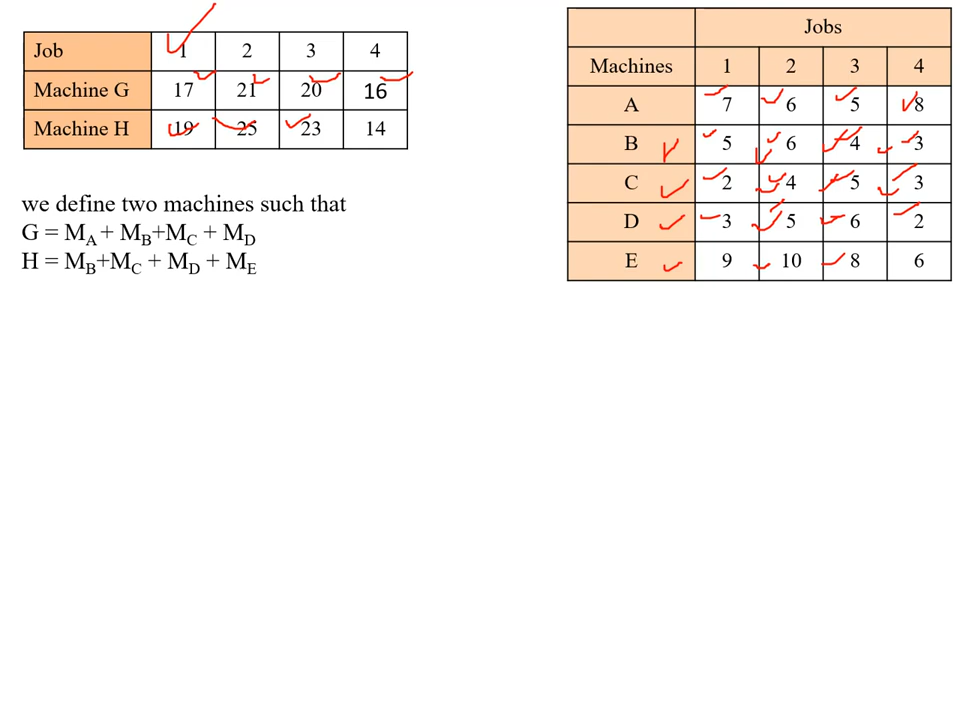 Job 1 2 3 4
Machine G 17 21 20 16
Machine H 19 25 23 14
we define two machines such that
G = MA + MB+MC + MD
H = MB+MC + MD + ME
Jobs
Machines 1 2 3 4
A 7 6 5 8
B 5 6 4 3
C 2 4 5 3
D 3 5 6 2
E 9 10 8 6